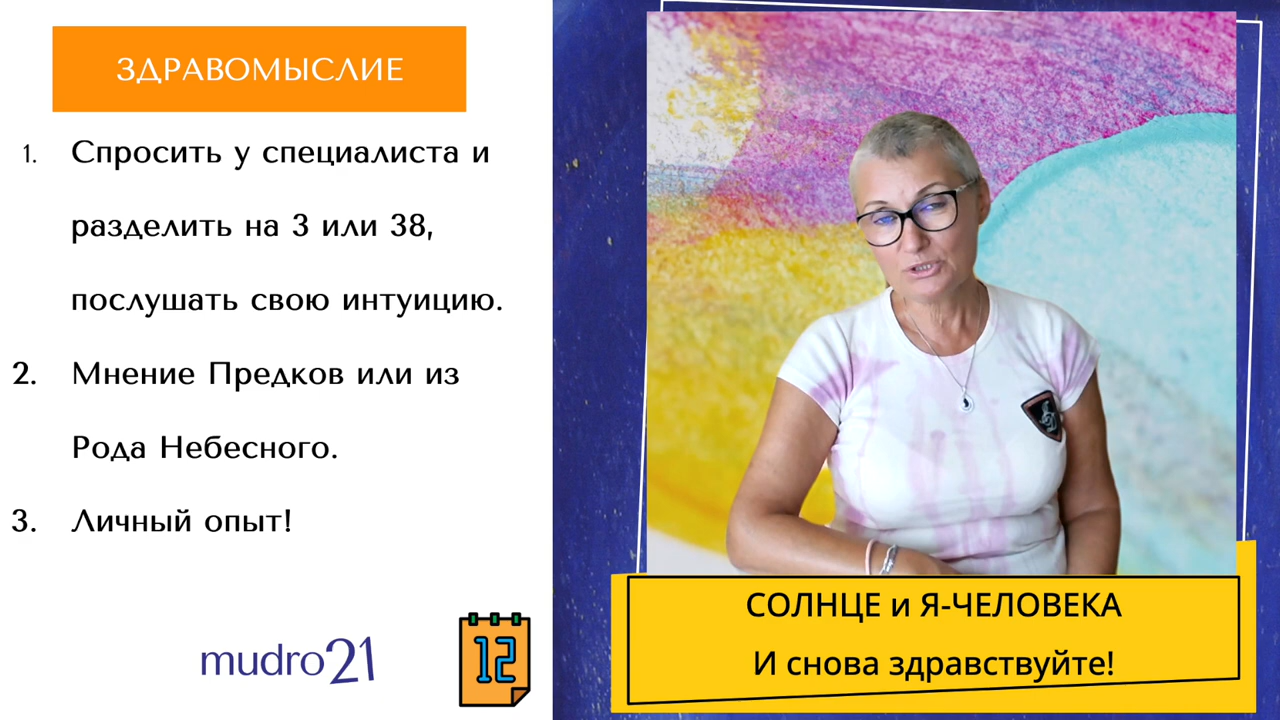 ЗДРАВОМЫСЛИЕ
1. Спросить у специалиста и
разделить на 3 или 38,
послушать свою интуицию.
2. Мнение Предков или из
Рода Небесного.
3. Личный опыт!
mudro21
12
СОЛНЦЕ и Я-ЧЕЛОВЕКА
И снова здравствуйте!